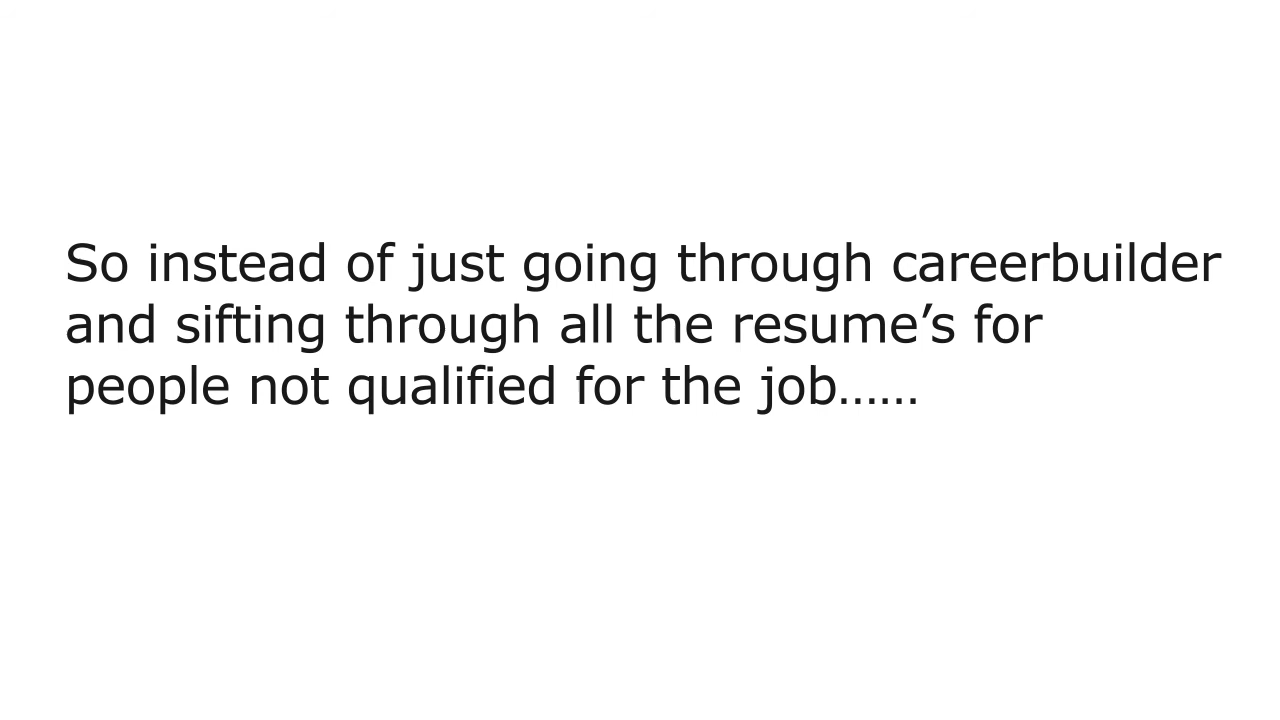 So instead of just going through careerbuilder
and sifting through all the resume’s for
people not qualified for the job……